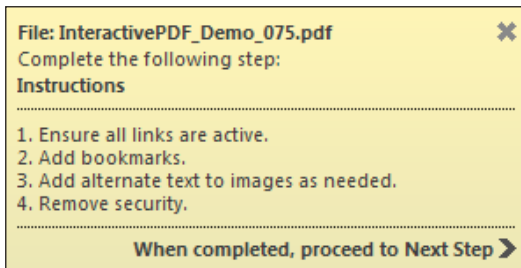 File: InteractivePDF_Demo_075.pdf
Complete the following step:
Instructions
1. Ensure all links are active.
2. Add bookmarks.
3. Add alternate text to images as needed.
4. Remove security.
When completed, proceed to Next Step